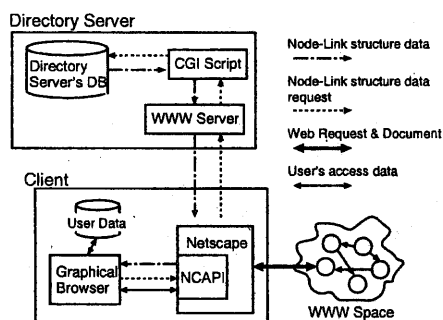 Directory Server
Directory
Server's DB
CGI Script
WWW Server
Node-Link structure data
Node-Link structure data
request
Web Request & Document
User's access data
Client
User Data
Graphical
Browser
Netscape
NCAPI
WWW Space